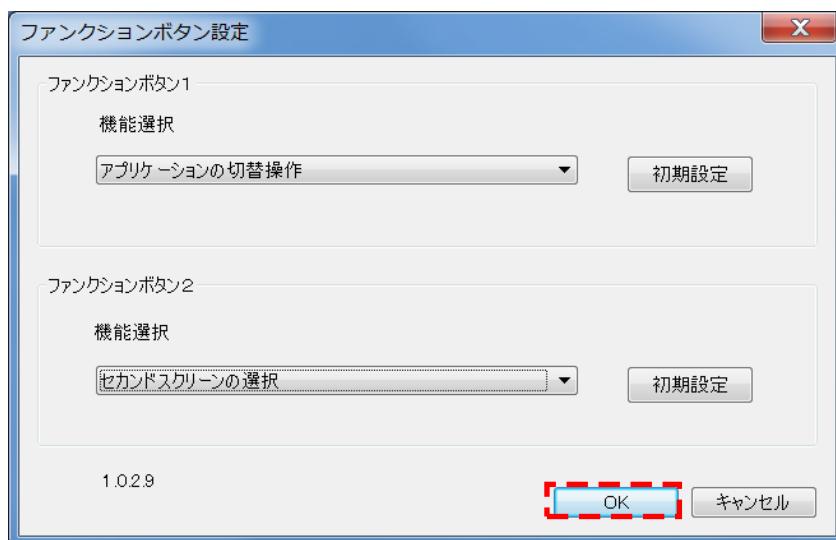 ファンクションボタン設定
ファンクションボタン1
機能選択
アプリケーションの切替操作
初期設定
ファンクションボタン2
機能選択
セカンドスクリーンの選択
初期設定
1.0.2.9
OK
キャンセル